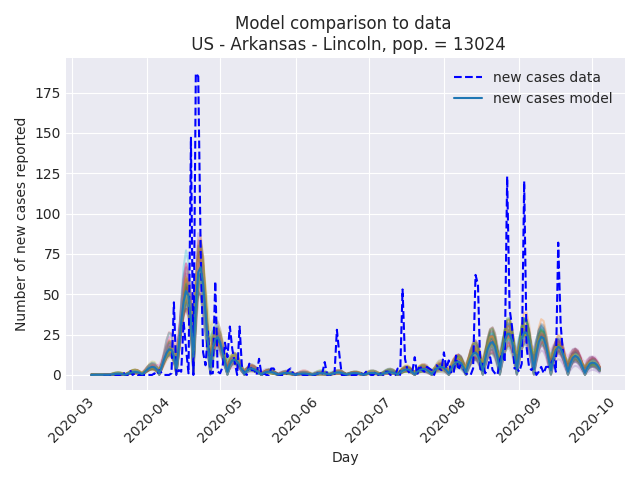 Model comparison to data
US - Arkansas - Lincoln, pop. = 13024
new cases data
new cases model
Number of new cases reported
175
150
125
100
75
50
25
0
2020-03
2020-04
2020-05
2020-06
2020-07
2020-08
2020-09
2020-10
Day